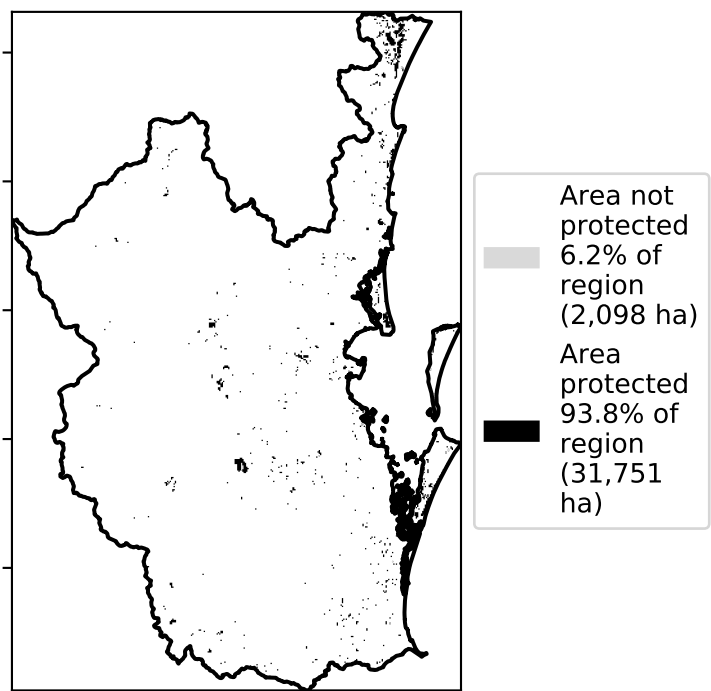 Area not
protected
6.2% of
region
(2,098 ha)
Area
protected
93.8% of
region
(31,751
ha)